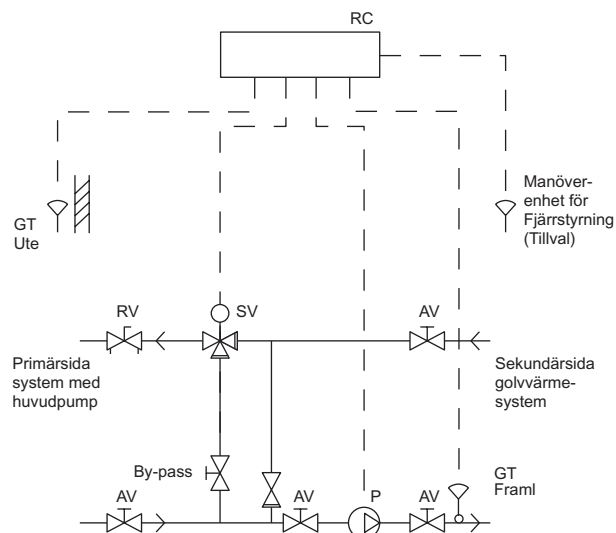 RC
GT
Ute
Manöver-
enhet för
Fjärrstyrning
(Tillval)
RV
SV
AV
Primärsida
system med
huvudpump
Sekundärsida
golvvärme-
system
By-pass
AV
AV
P
AV
GT
Framl